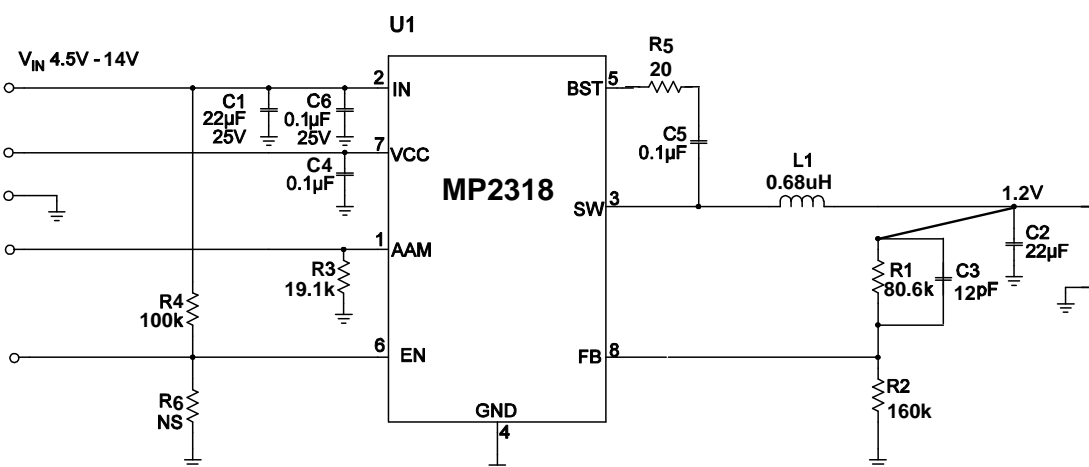 U1
V_IN 4.5V - 14V
2
IN
C1
22µF
25V
C6
0.1µF
25V
7
VCC
C4
0.1µF
1
AAM
R3
19.1k
R4
100k
6
EN
R6
NS
MP2318
GND
4
BST
5
R5
20
C5
0.1µF
SW
3
L1
0.68uH
1.2V
C2
22µF
R1
80.6k
C3
12pF
FB
8
R2
160k